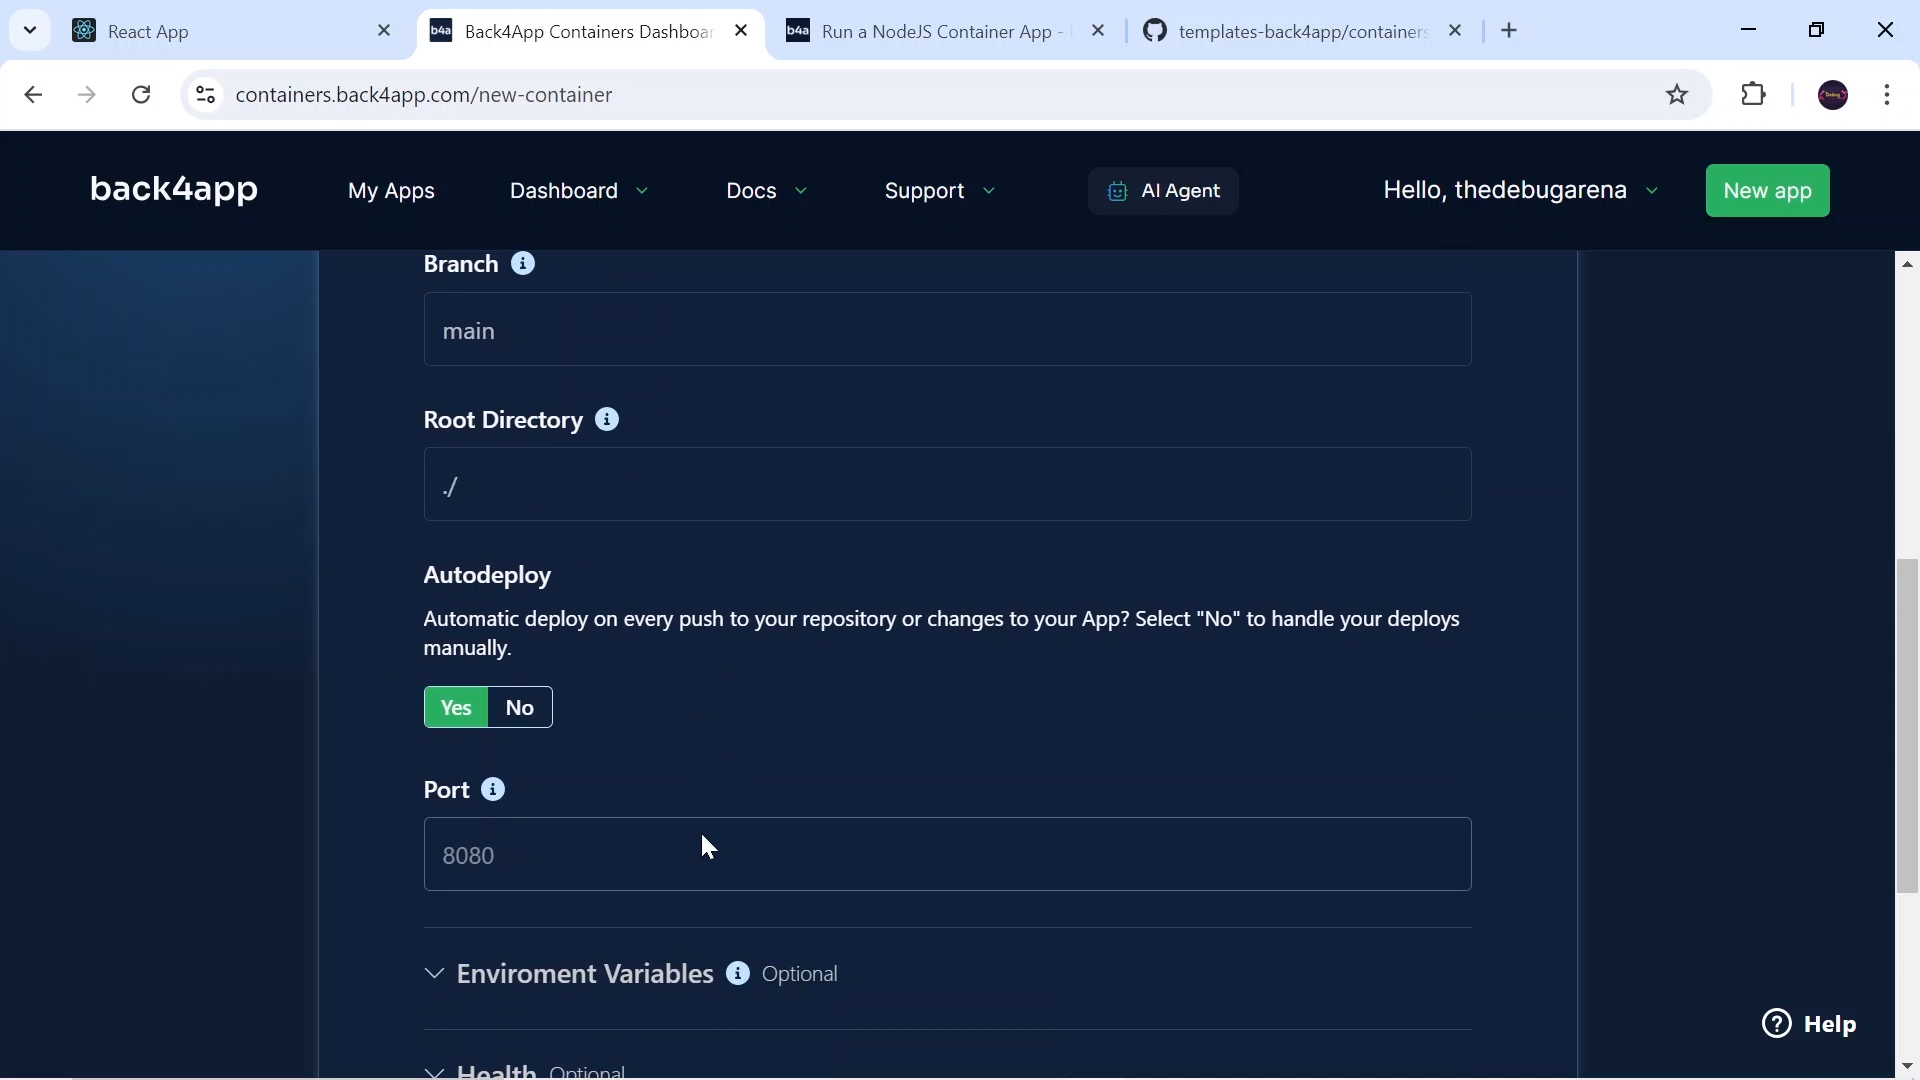 React App
b4a Back4App Containers Dashboar
b4a Run a NodeJS Container App -
templates-back4app/containers
containers.back4app.com/new-container
back4app
My Apps
Dashboard
Docs
Support
AI Agent
Hello, thedebugarena
New app
Branch
main
Root Directory
./
Autodeploy
Automatic deploy on every push to your repository or changes to your App? Select "No" to handle your deploys
manually.
Yes No
Port
8080
Enviroment Variables Optional
Health Optional
Help